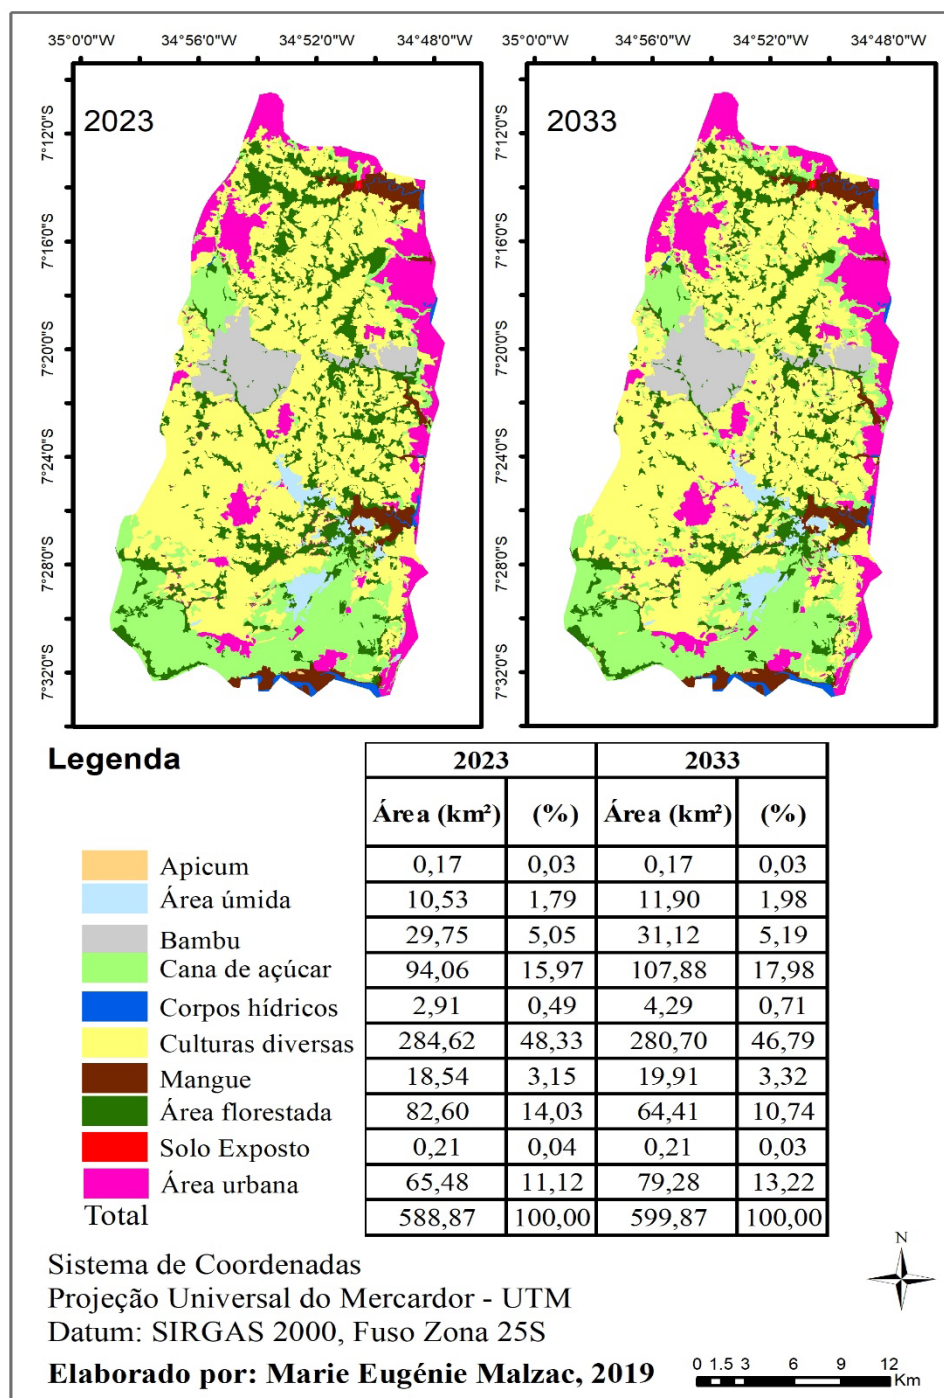 35°0'0"W 34°56'0"W 34°52'0"W 34°48'0"W 34°56'0"W 34°52'0"W 34°48'0"W
2023 2033
7°12'0"S 7°12'0"S
7°16'0"S 7°16'0"S
7°20'0"S 7°20'0"S
7°24'0"S 7°24'0"S
7°28'0"S 7°28'0"S
7°32'0"S 7°32'0"S
Legenda 2023 2033
Área (km²) (%) Área (km²) (%)
Apicum 0,17 0,03 0,17 0,03
Área úmida 10,53 1,79 11,90 1,98
Bambu 29,75 5,05 31,12 5,19
Cana de açúcar 94,06 15,97 107,88 17,98
Corpos hídricos 2,91 0,49 4,29 0,71
Culturas diversas 284,62 48,33 280,70 46,79
Mangue 18,54 3,15 19,91 3,32
Área florestada 82,60 14,03 64,41 10,74
Solo Exposto 0,21 0,04 0,21 0,03
Área urbana 65,48 11,12 79,28 13,22
Total 588,87 100,00 599,87 100,00
Sistema de Coordenadas
Projeção Universal do Mercardor - UTM
Datum: SIRGAS 2000, Fuso Zona 25S
Elaborado por: Marie Eugénie Malzac, 2019
N
0 1.5 3 6 9 12
Km